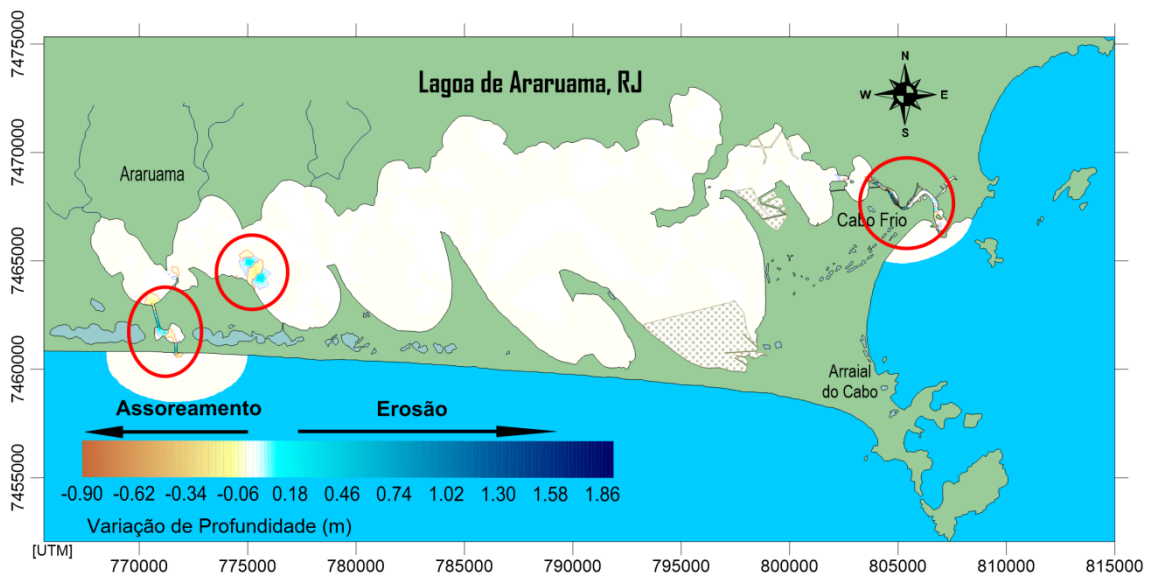 7475000
7470000
7465000
7460000
7455000
Lagoa de Araruama, RJ
N
W
E
S
Araruama
Cabo Frio
Arraial
do Cabo
Assoreamento
Erosão
-0.90 -0.62 -0.34 -0.06 0.18 0.46 0.74 1.02 1.30 1.58 1.86
Variação de Profundidade (m)
[UTM]
770000 775000 780000 785000 790000 795000 800000 805000 810000 815000